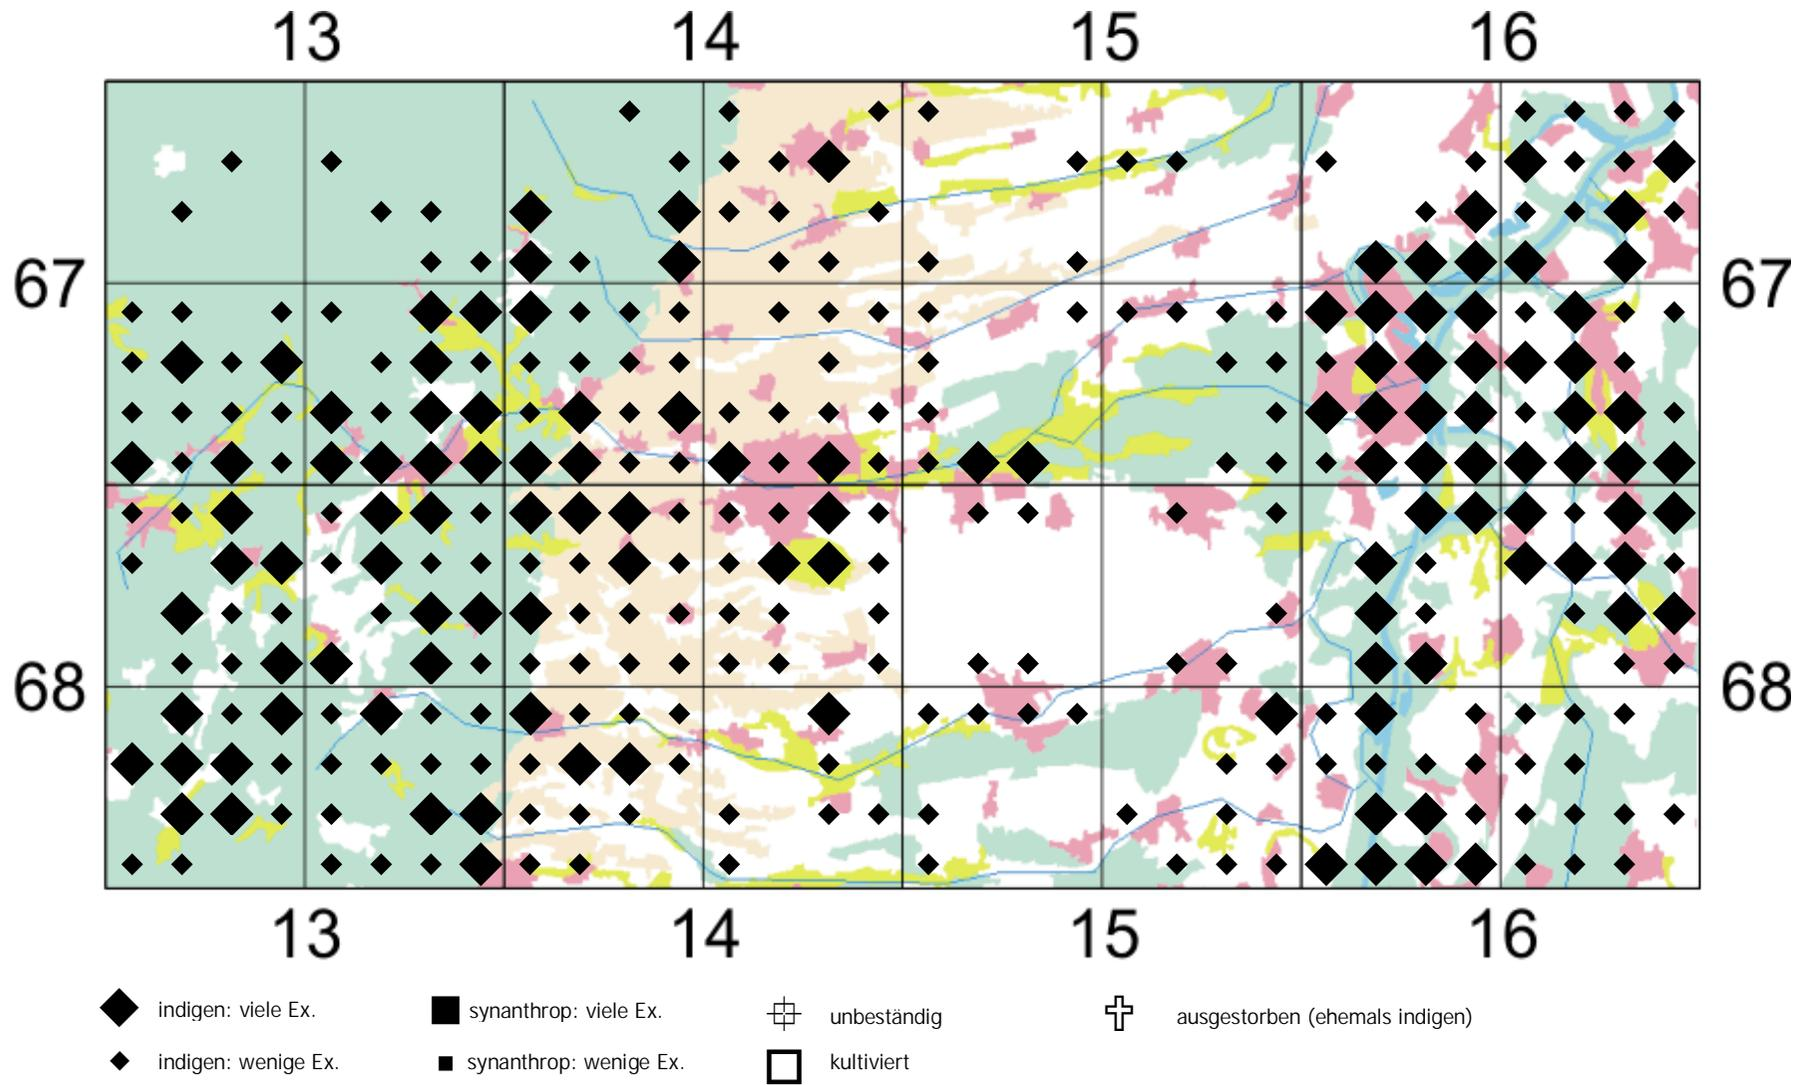 13 14 15 16
67 67
68 68
13 14 15 16
indigen: viele Ex. synanthrop: viele Ex. unbeständig ausgestorben (ehemals indigen)
indigen: wenige Ex. synanthrop: wenige Ex. kultiviert